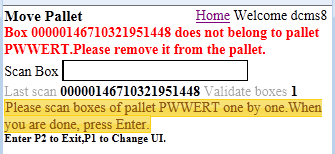 Move Pallet Home Welcome dcms8
Box 00000146710321951448 does not belong to pallet
PWWERT.Please remove it from the pallet.
Scan Box
Last scan 00000146710321951448 Validate boxes 1
Please scan boxes of pallet PWWERT one by one.When
you are done, press Enter.
Enter P2 to Exit,P1 to Change UI.